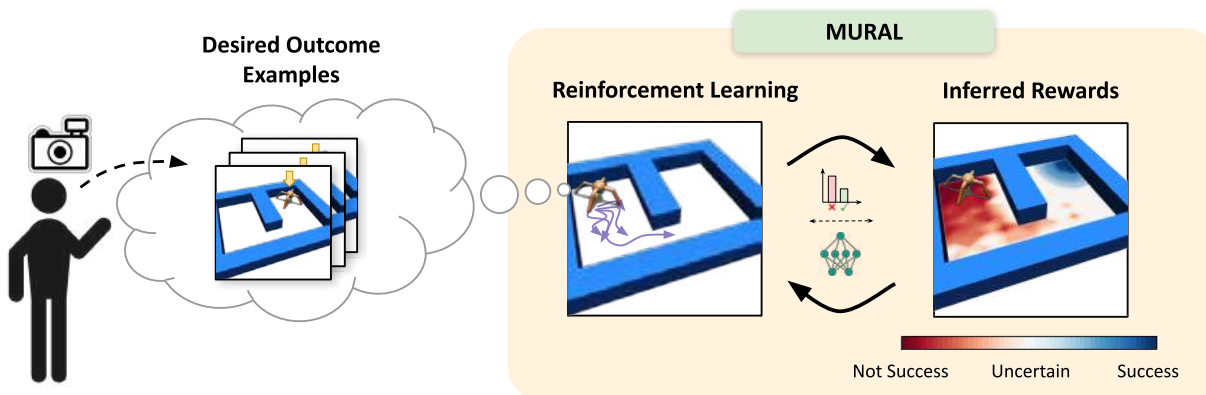 Desired Outcome
Examples
MURAL
Reinforcement Learning
Inferred Rewards
Not Success
Uncertain
Success